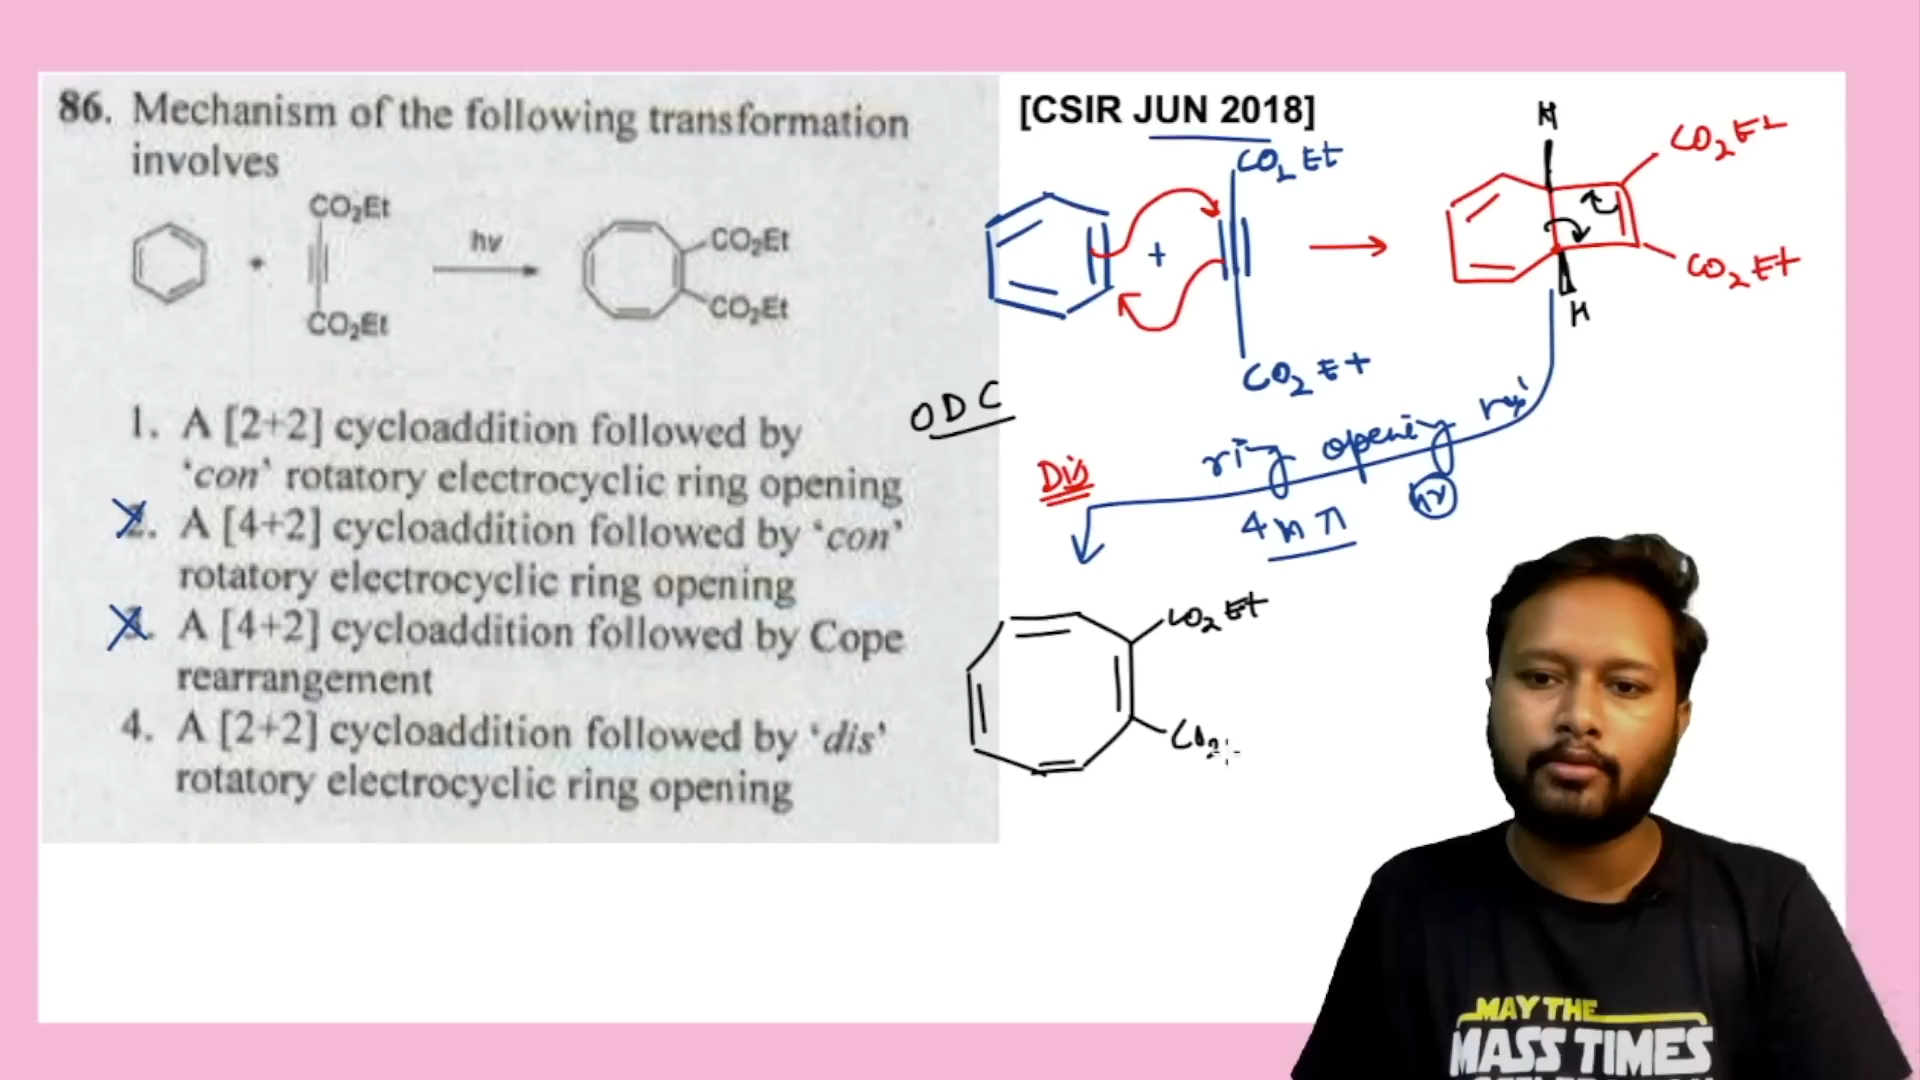 86. Mechanism of the following transformation
involves
CO₂Et
CO₂Et
hν
CO₂Et
CO₂Et
1. A [2+2] cycloaddition followed by
‘con’ rotatory electrocyclic ring opening
2. A [4+2] cycloaddition followed by ‘con’
rotatory electrocyclic ring opening
3. A [4+2] cycloaddition followed by Cope
rearrangement
4. A [2+2] cycloaddition followed by ‘dis’
rotatory electrocyclic ring opening
[CSIR JUN 2018]
CO₂Et
+
CO₂Et
H
CO₂Et
CO₂Et
H
ODC
Dis
ring opening rxⁿ
4nπ
hν
CO₂Et
CO₂
MAY THE
MASS TIMES